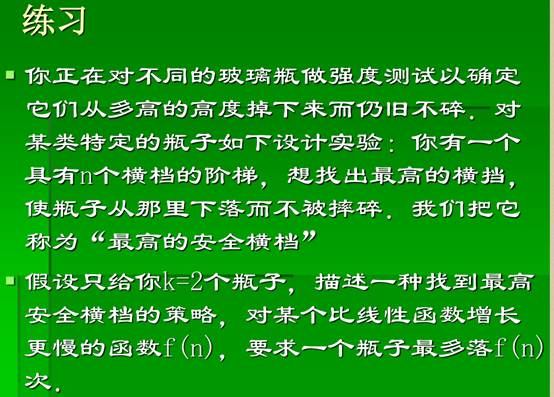 练习
你正在对不同的玻璃瓶做强度测试以确定
它们从多高的高度掉下来而仍旧不碎．对
某类特定的瓶子如下设计实验：你有一个
具有n个横档的阶梯，想找出最高的横挡，
使瓶子从那里下落而不被摔碎．我们把它
称为“最高的安全横档”
假设只给你k=2个瓶子，描述一种找到最高
安全横档的策略，对某个比线性函数增长
更慢的函数f(n)，要求一个瓶子最多落f(n)
次．